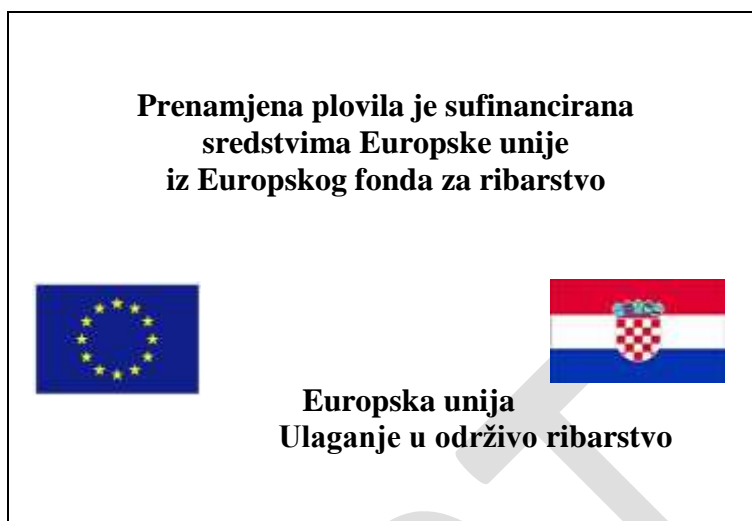 Prenamjena plovila je sufinancirana
sredstvima Europske unije
iz Europskog fonda za ribarstvo
Europska unija
Ulaganje u održivo ribarstvo